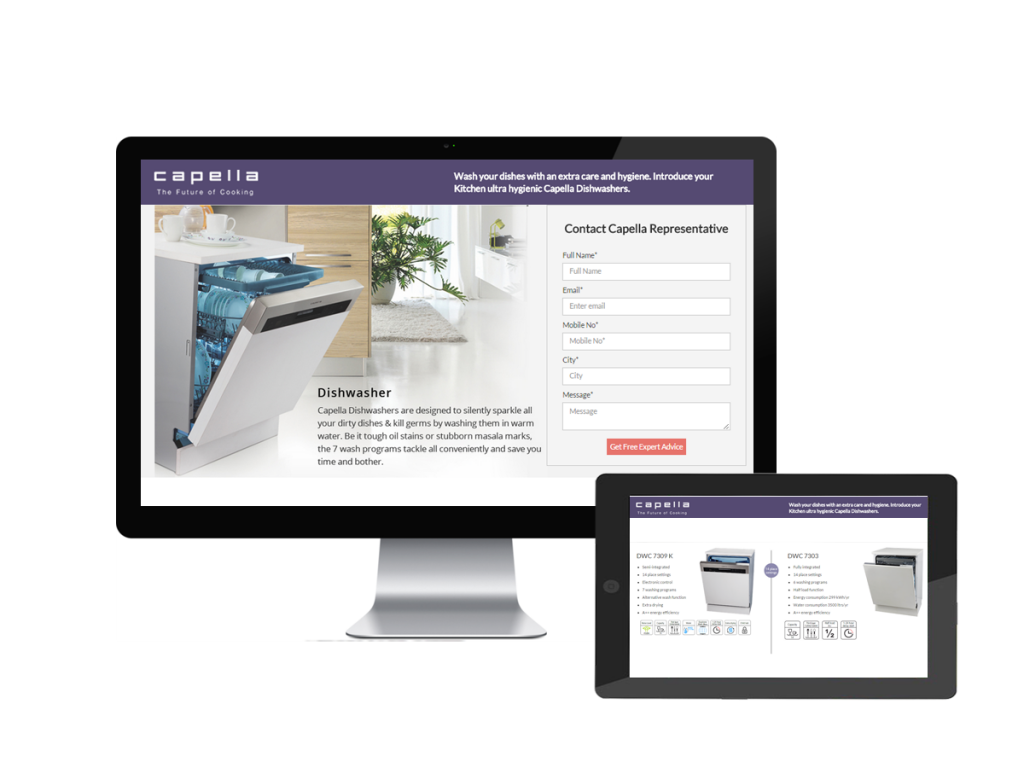 capella
The Future of Cooking
Wash your dishes with an extra care and hygiene. Introduce your
Kitchen ultra hygienic Capella Dishwashers.
Dishwasher
Capella Dishwashers are designed to silently sparkle all
your dirty dishes & kill germs by washing them in warm
water. Be it tough oil stains or stubborn masala marks,
the 7 wash programs tackle all conveniently and save you
time and bother.
Contact Capella Representative
Full Name*
Full Name
Email*
Enter email
Mobile No*
Mobile No*
City*
City
Message*
Message
Get Free Expert Advice
capella
The Future of Cooking
Wash your dishes with an extra care and hygiene. Introduce your
Kitchen ultra hygienic Capella Dishwashers.
DWC 7309 K
Semi Integrated
14 place settings
Electronic control
7 washing programs
Alternative wash function
Extra drying
A++ energy efficiency
DWC 7303
Fully integrated
14 place settings
6 washing programs
Half load function
Energy consumption
Water consumption
A++ energy efficiency
1/2